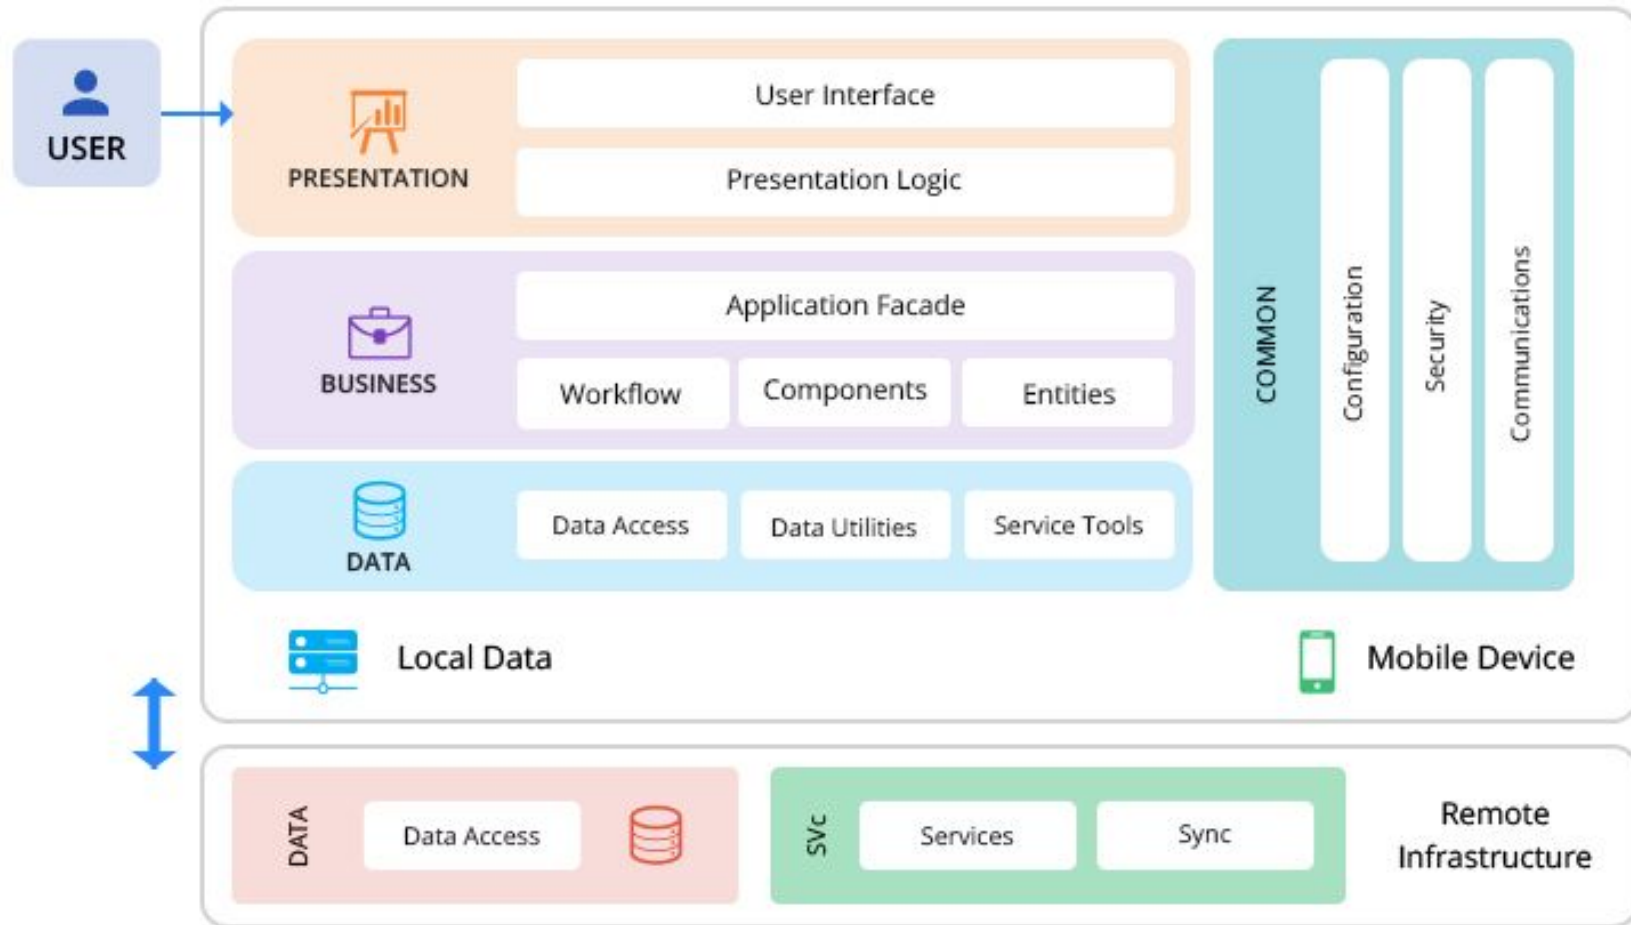 USER
PRESENTATION
User Interface
Presentation Logic
BUSINESS
Application Facade
Workflow
Components
Entities
DATA
Data Access
Data Utilities
Service Tools
COMMON
Configuration
Security
Communications
Local Data
Mobile Device
DATA
Data Access
SVc
Services
Sync
Remote
Infrastructure